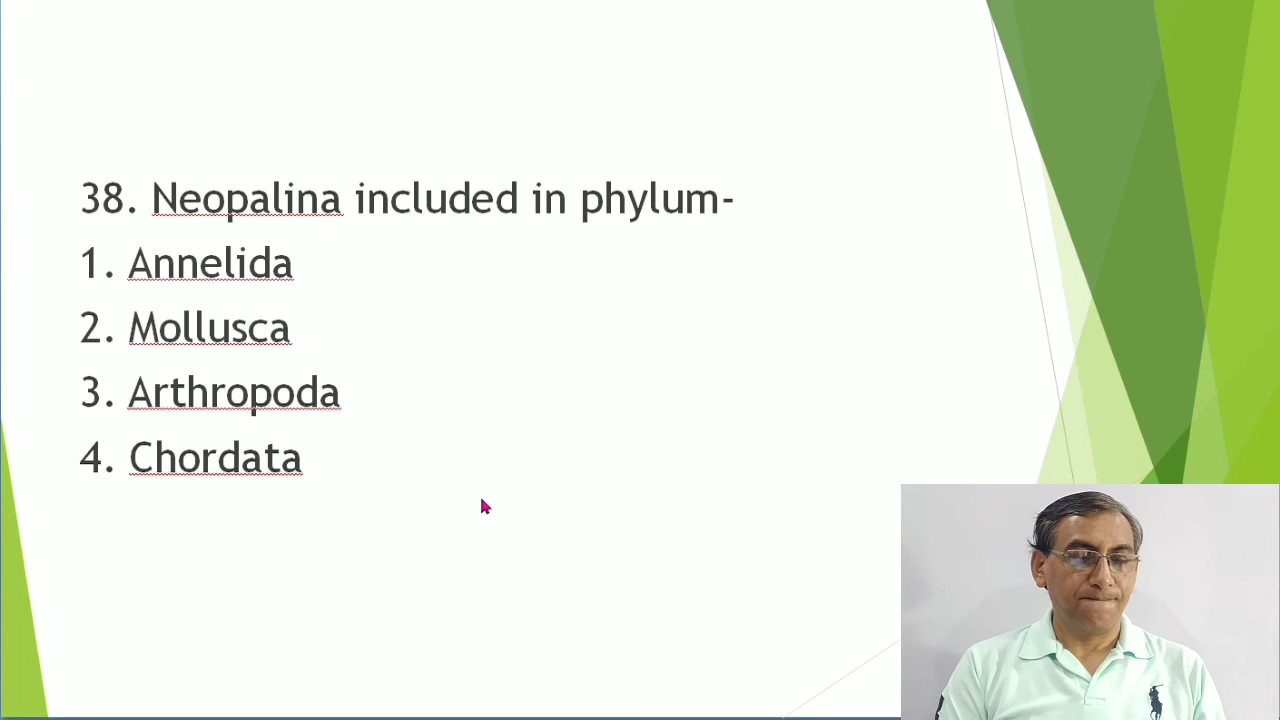 38. Neopalina included in phylum-
1. Annelida
2. Mollusca
3. Arthropoda
4. Chordata